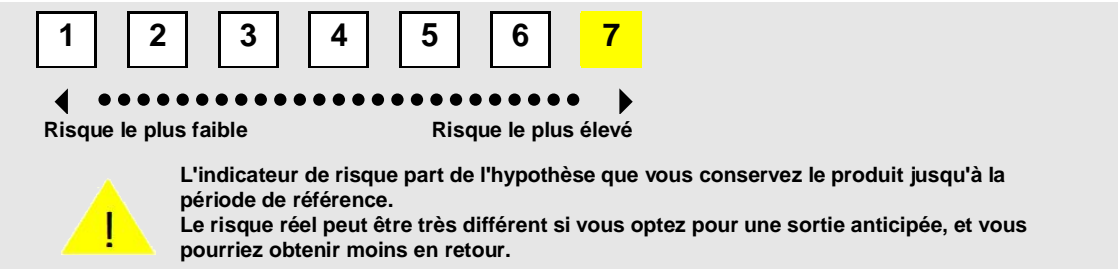 1 2 3 4 5 6 7
Risque le plus faible Risque le plus élevé
L'indicateur de risque part de l'hypothèse que vous conservez le produit jusqu'à la
période de référence.
Le risque réel peut être très différent si vous optez pour une sortie anticipée, et vous
pourriez obtenir moins en retour.
!